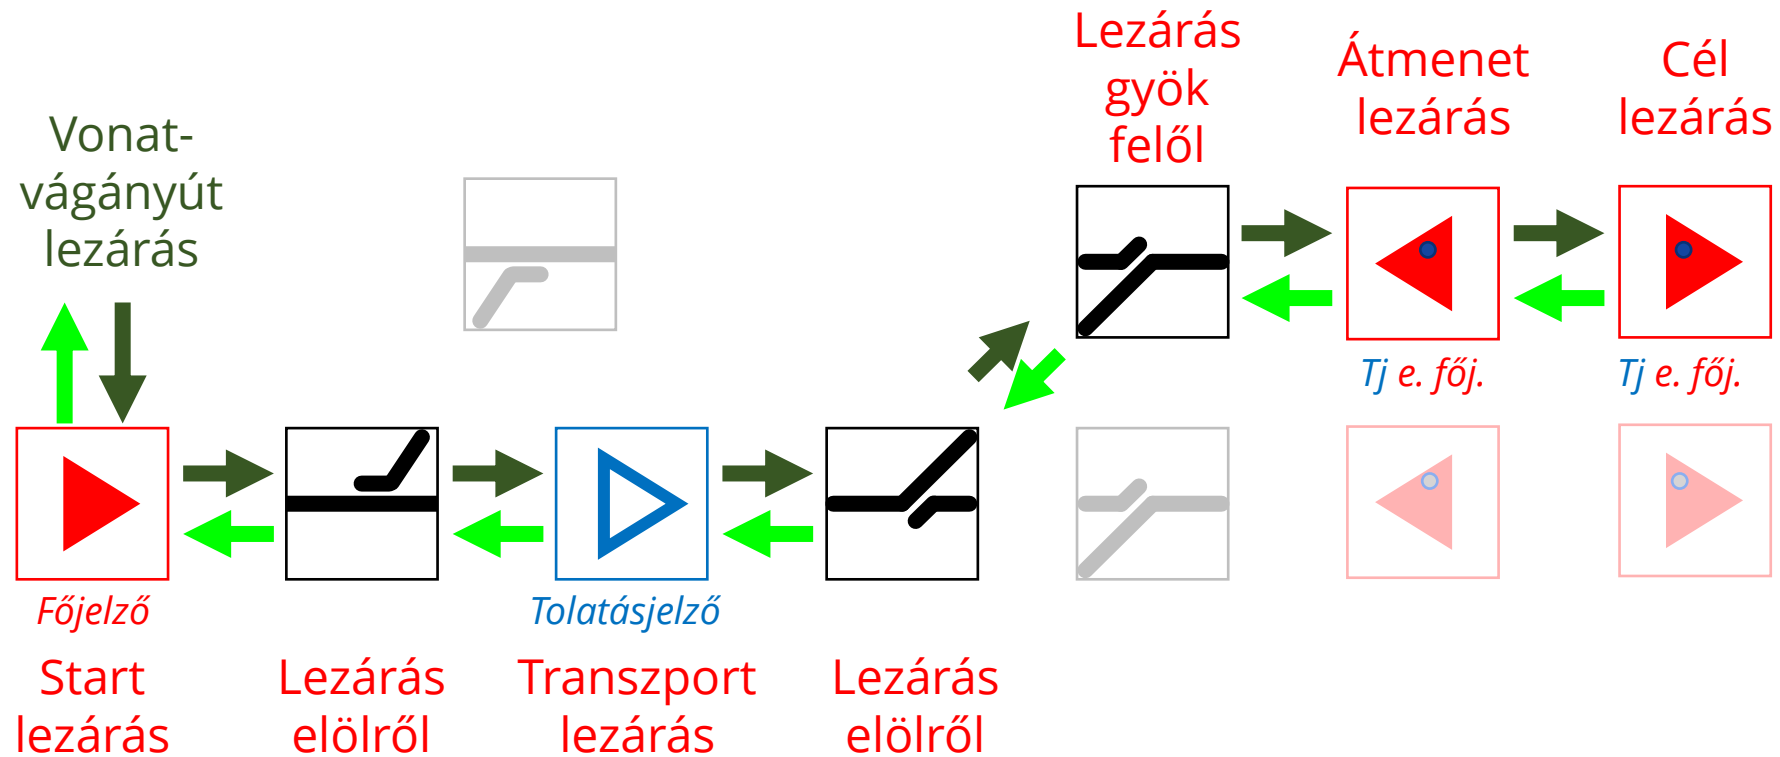 Vonat-
vágányút
lezárás
Lezárás
gyök
felől
Átmenet
lezárás
Cél
lezárás
Tj e. főj.
Tj e. főj.
Főjelző
Tolatásjelző
Start
lezárás
Lezárás
elölről
Transzport
lezárás
Lezárás
elölről